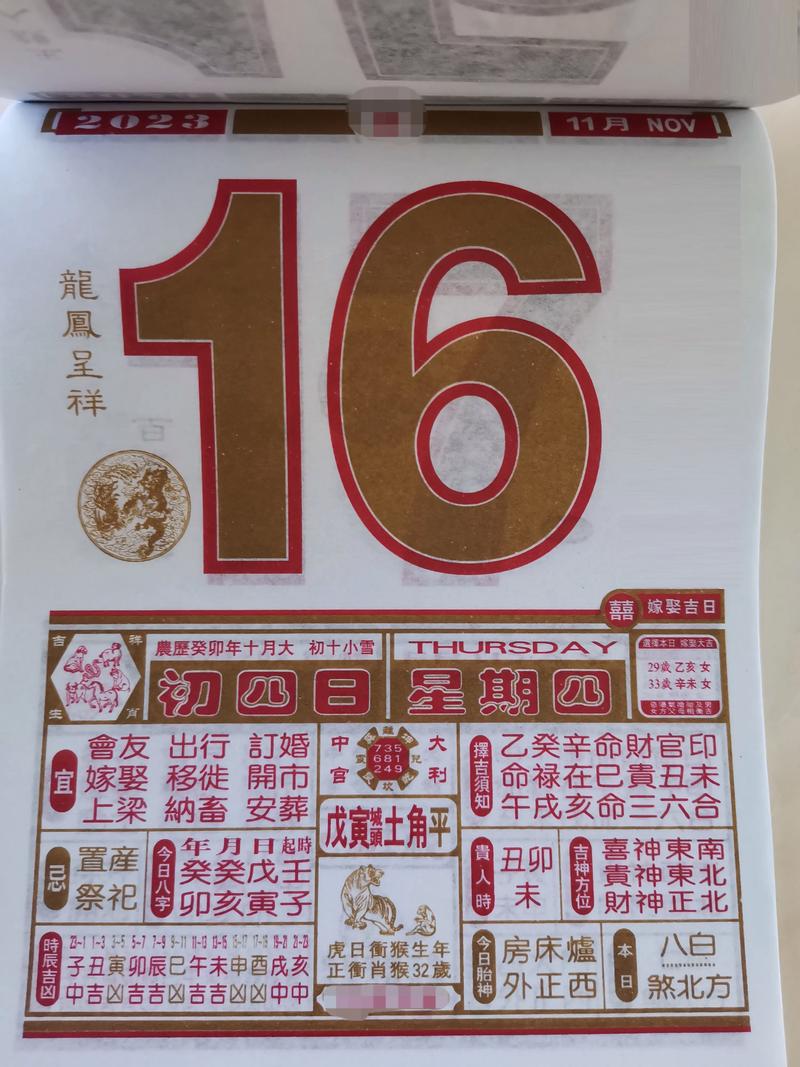 2023
11月 NOV
16
龍鳳呈祥
囍 嫁娶吉日
吉祥生肖
農歷癸卯年十月大 初十小雪
THURSDAY
初四日 星期四
選擇本日 嫁娶大吉
29歲 乙亥 女
33歲 辛未 女
宜
會友 出行 訂婚
嫁娶 移徙 開市
上梁 納畜 安葬
中宮
735
681
249
大利
擇吉須知
乙癸辛命財官印
命祿在巳貴丑未
午戌亥命三六合
忌
置産
祭祀
今日八字
年月日起時
癸癸戊壬
卯亥寅子
戊寅城頭土角平
貴人時
丑卯
未
吉神方位
喜神東南
貴神東北
財神正北
時辰吉凶
23-1 1-3 3-5 5-7 7-9 9-11 11-13 13-15 15-17 17-19 19-21 21-23
子丑寅卯辰巳午未申酉戌亥
中吉凶吉吉凶吉吉凶凶中中
虎日衝猴生年
正衝肖猴32歲
今日胎神
房床爐
外正西
本日
八白
煞北方